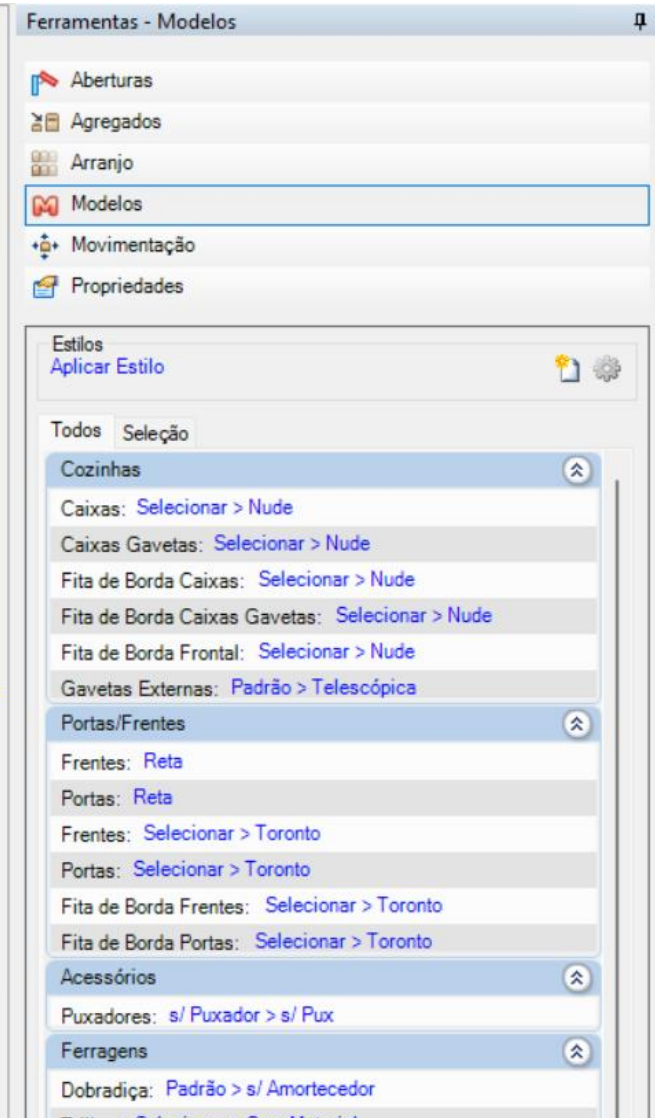 Ferramentas - Modelos
Aberturas
Agregados
Arranjo
Modelos
Movimentação
Propriedades
Estilos
Aplicar Estilo
Todos Seleção
Cozinhas
Caixas: Selecionar > Nude
Caixas Gavetas: Selecionar > Nude
Fita de Borda Caixas: Selecionar > Nude
Fita de Borda Caixas Gavetas: Selecionar > Nude
Fita de Borda Frontal: Selecionar > Nude
Gavetas Externas: Padrão > Telescópica
Portas/Frentes
Frentes: Reta
Portas: Reta
Frentes: Selecionar > Toronto
Portas: Selecionar > Toronto
Fita de Borda Frentes: Selecionar > Toronto
Fita de Borda Portas: Selecionar > Toronto
Acessórios
Puxadores: s/ Puxador > s/ Pux
Ferragens
Dobradiça: Padrão > s/ Amortecedor